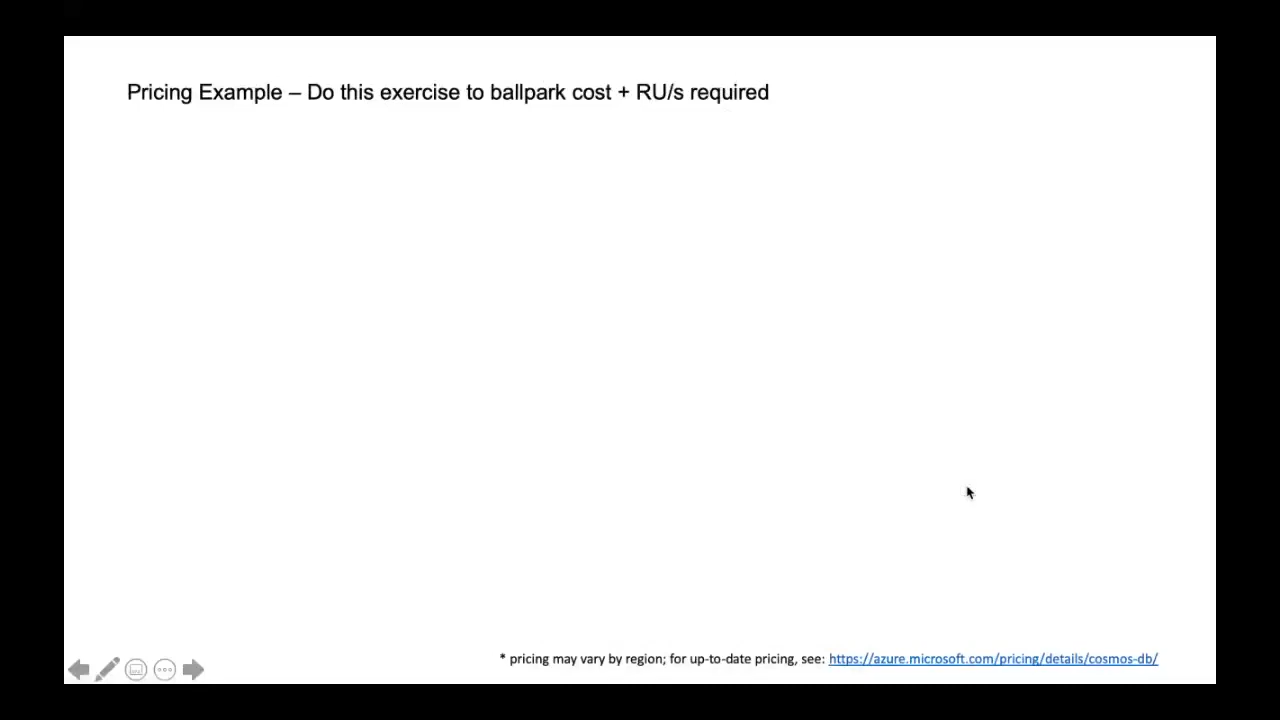 Pricing Example – Do this exercise to ballpark cost + RU/s required
* pricing may vary by region; for up-to-date pricing, see: https://azure.microsoft.com/pricing/details/cosmos-db/